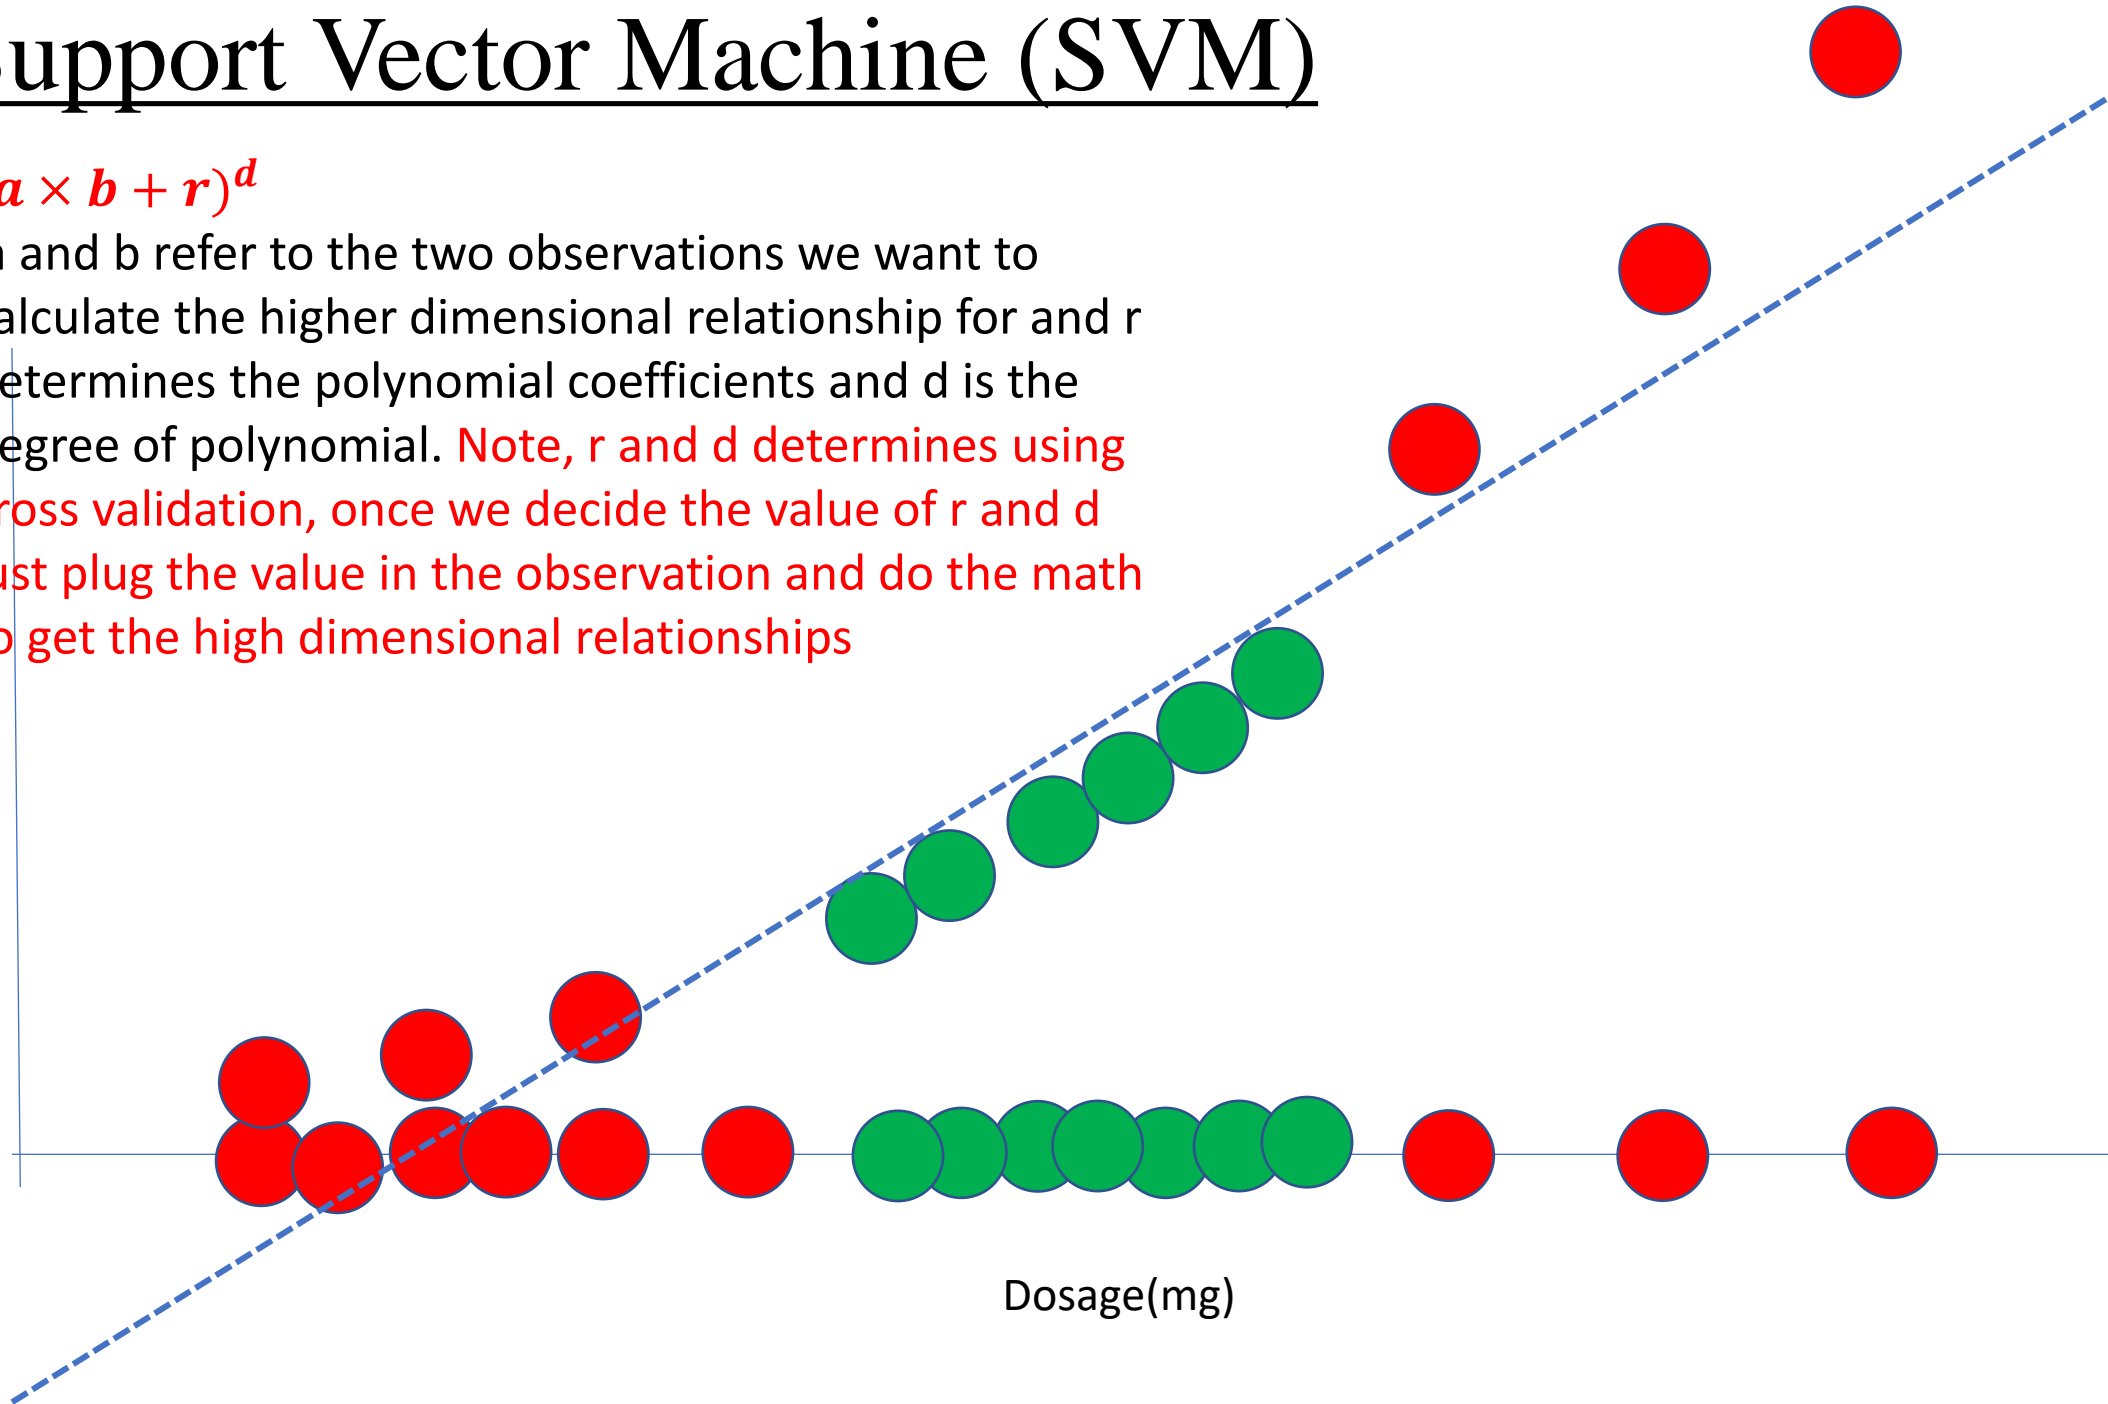 upport Vector Machine (SVM)
a × b + r)^d
and b refer to the two observations we want to
alculate the higher dimensional relationship for and r
etermines the polynomial coefficients and d is the
egree of polynomial. Note, r and d determines using
ross validation, once we decide the value of r and d
ust plug the value in the observation and do the math
get the high dimensional relationships
Dosage(mg)